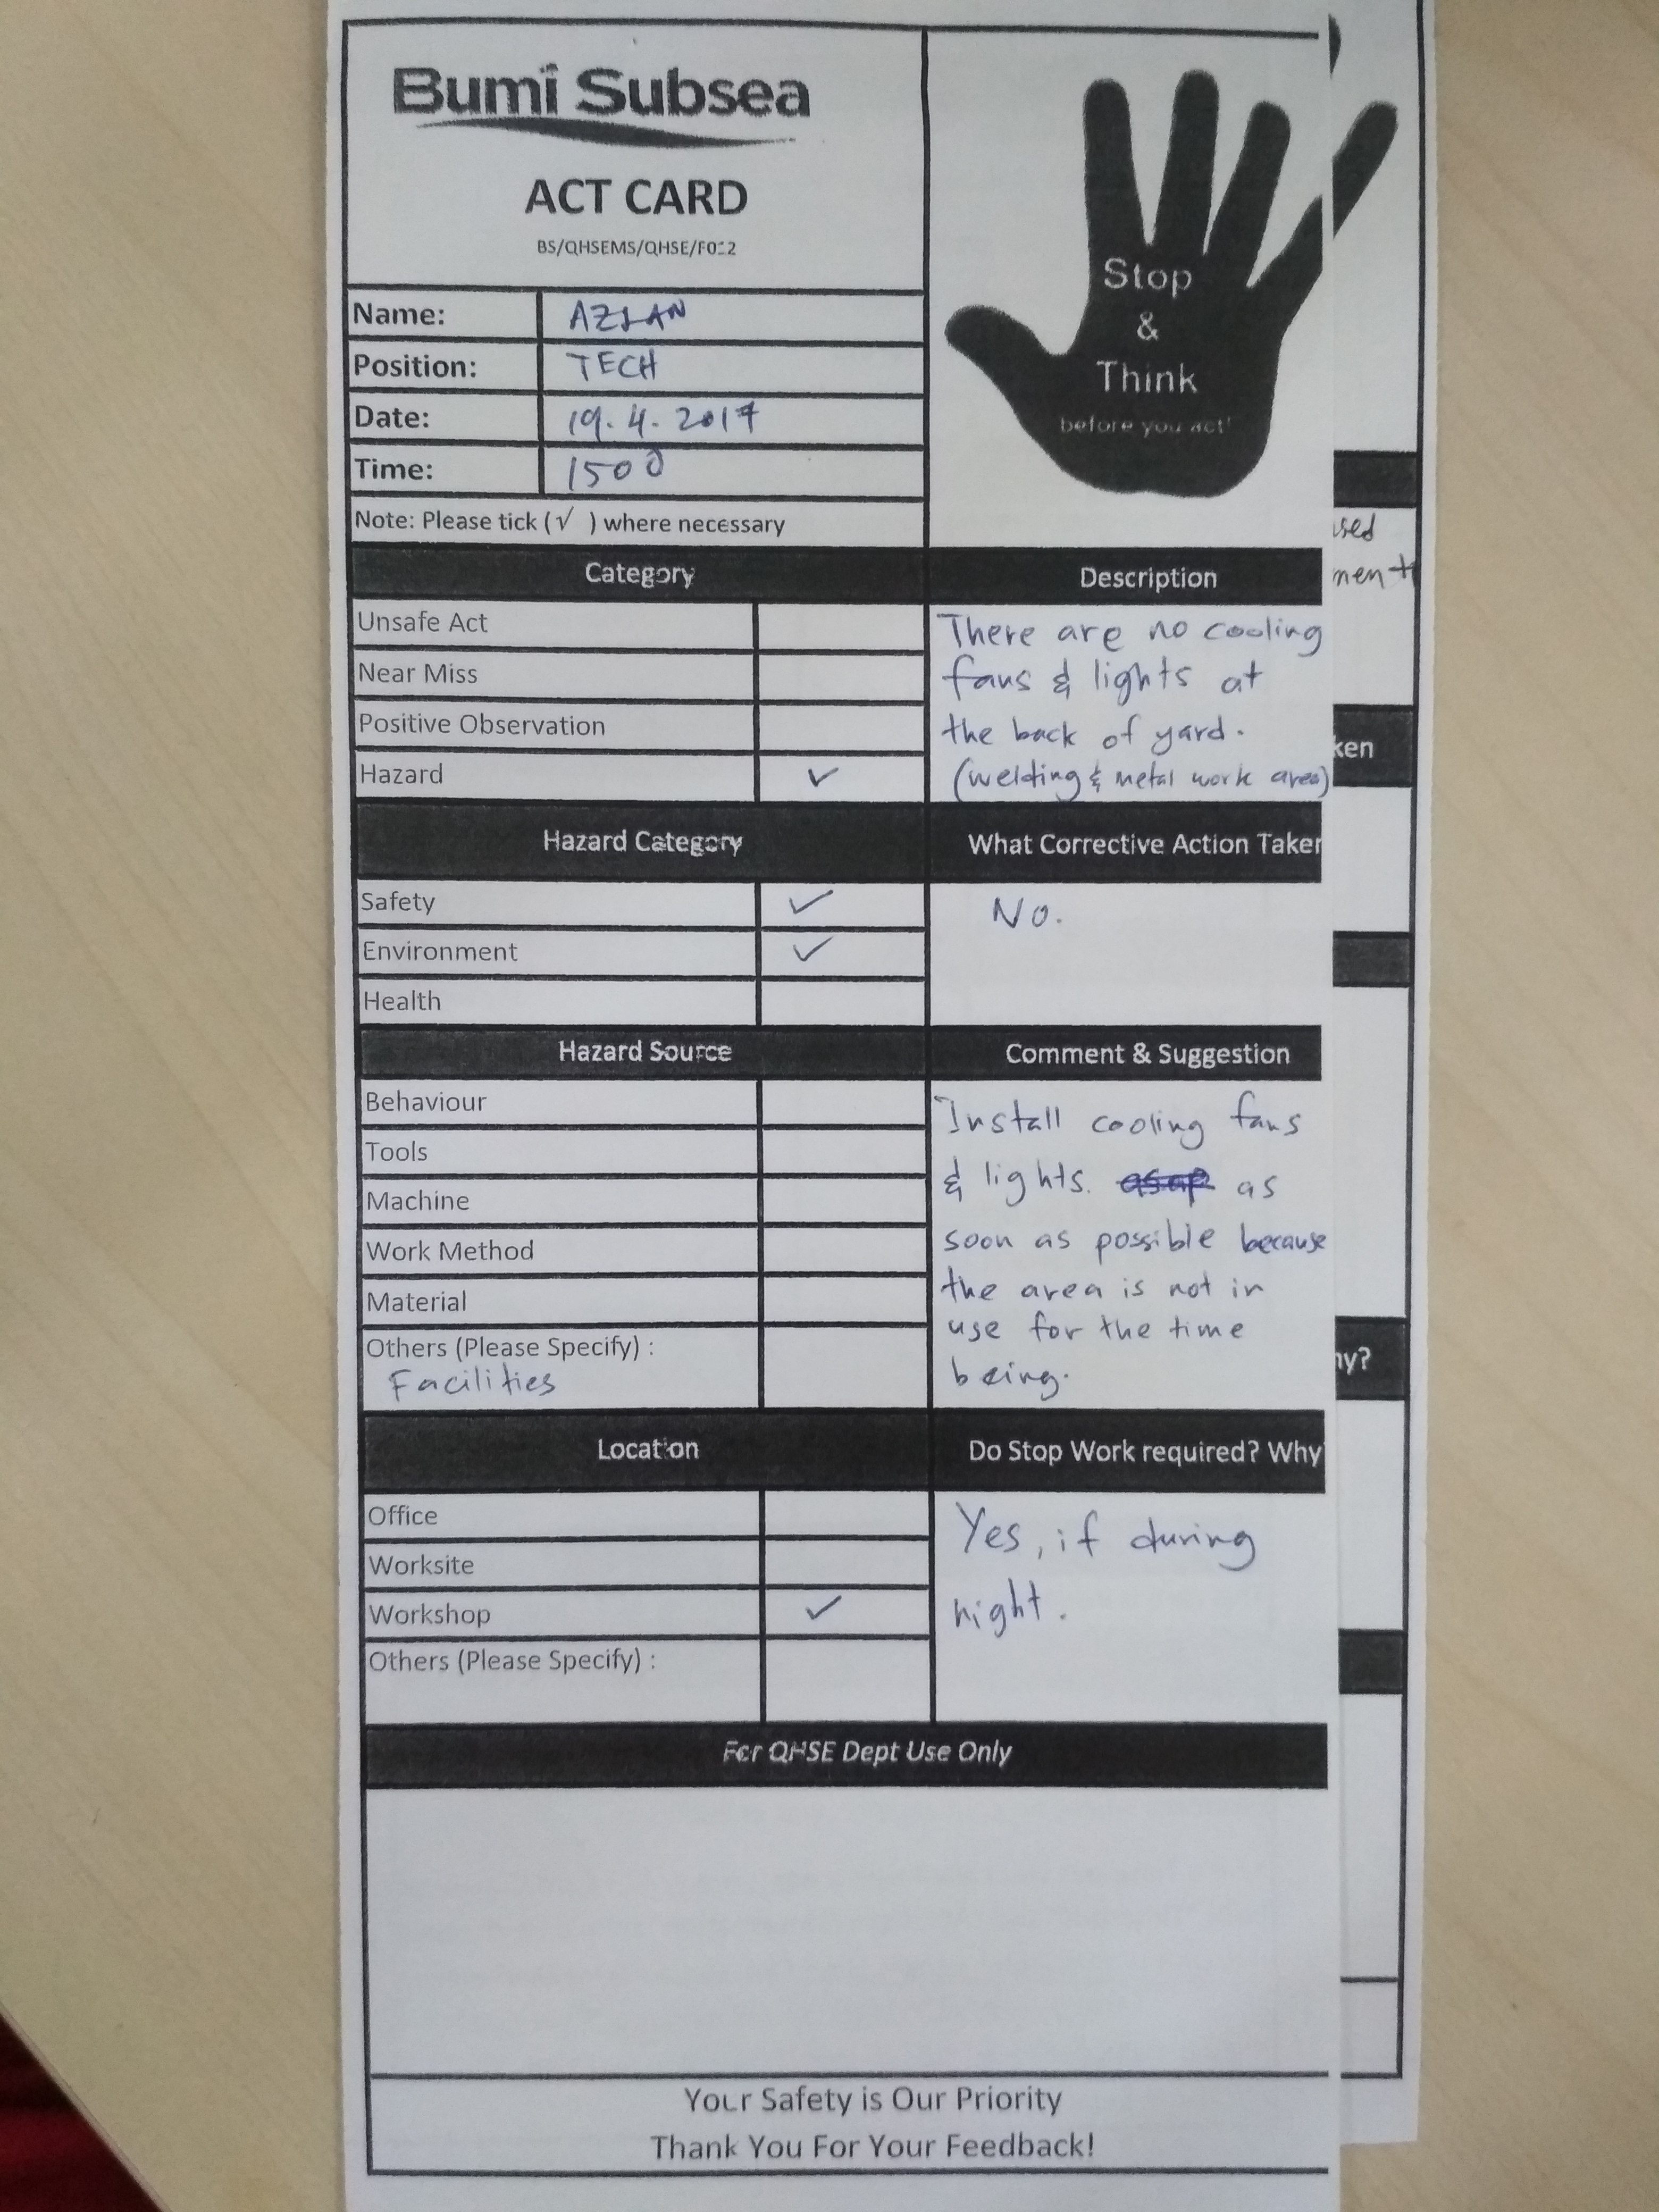 Bumi Subsea
ACT CARD
BS/QHSEMS/QHSE/F012
Stop
&
Think
before you act!
Name: AZLAN
Position: TECH
Date: 19.4.2017
Time: 1500
Note: Please tick (√ ) where necessary
Category
Unsafe Act
Near Miss
Positive Observation
Hazard ✓
Description
There are no cooling
fans & lights at
the back of yard.
(welding & metal work area)
Hazard Category
Safety ✓
Environment ✓
Health
What Corrective Action Taken
No.
Hazard Source
Behaviour
Tools
Machine
Work Method
Material
Others (Please Specify) :
Facilities
Comment & Suggestion
Install cooling fans
& lights. asap as
soon as possible because
the area is not in
use for the time
being.
Location
Office
Worksite
Workshop ✓
Others (Please Specify) :
Do Stop Work required? Why
Yes, if during
night.
For QHSE Dept Use Only
Your Safety is Our Priority
Thank You For Your Feedback!
used
ment
ken
hy?